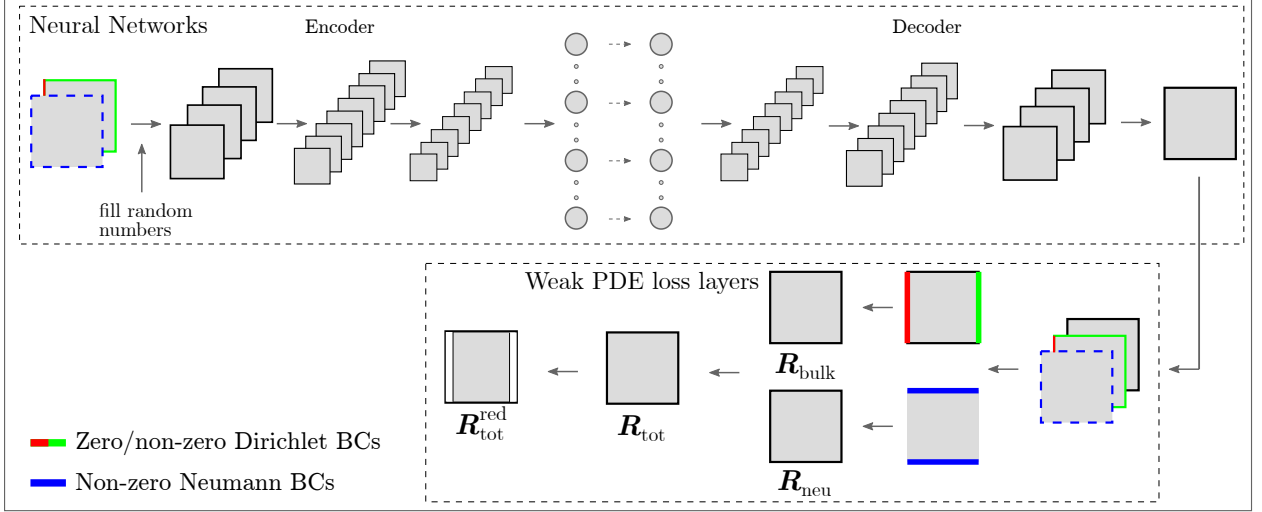 Neural Networks
Encoder
Decoder
fill random
numbers
Weak PDE loss layers
R_bulk
R_tot^red
R_tot
R_neu
Zero/non-zero Dirichlet BCs
Non-zero Neumann BCs